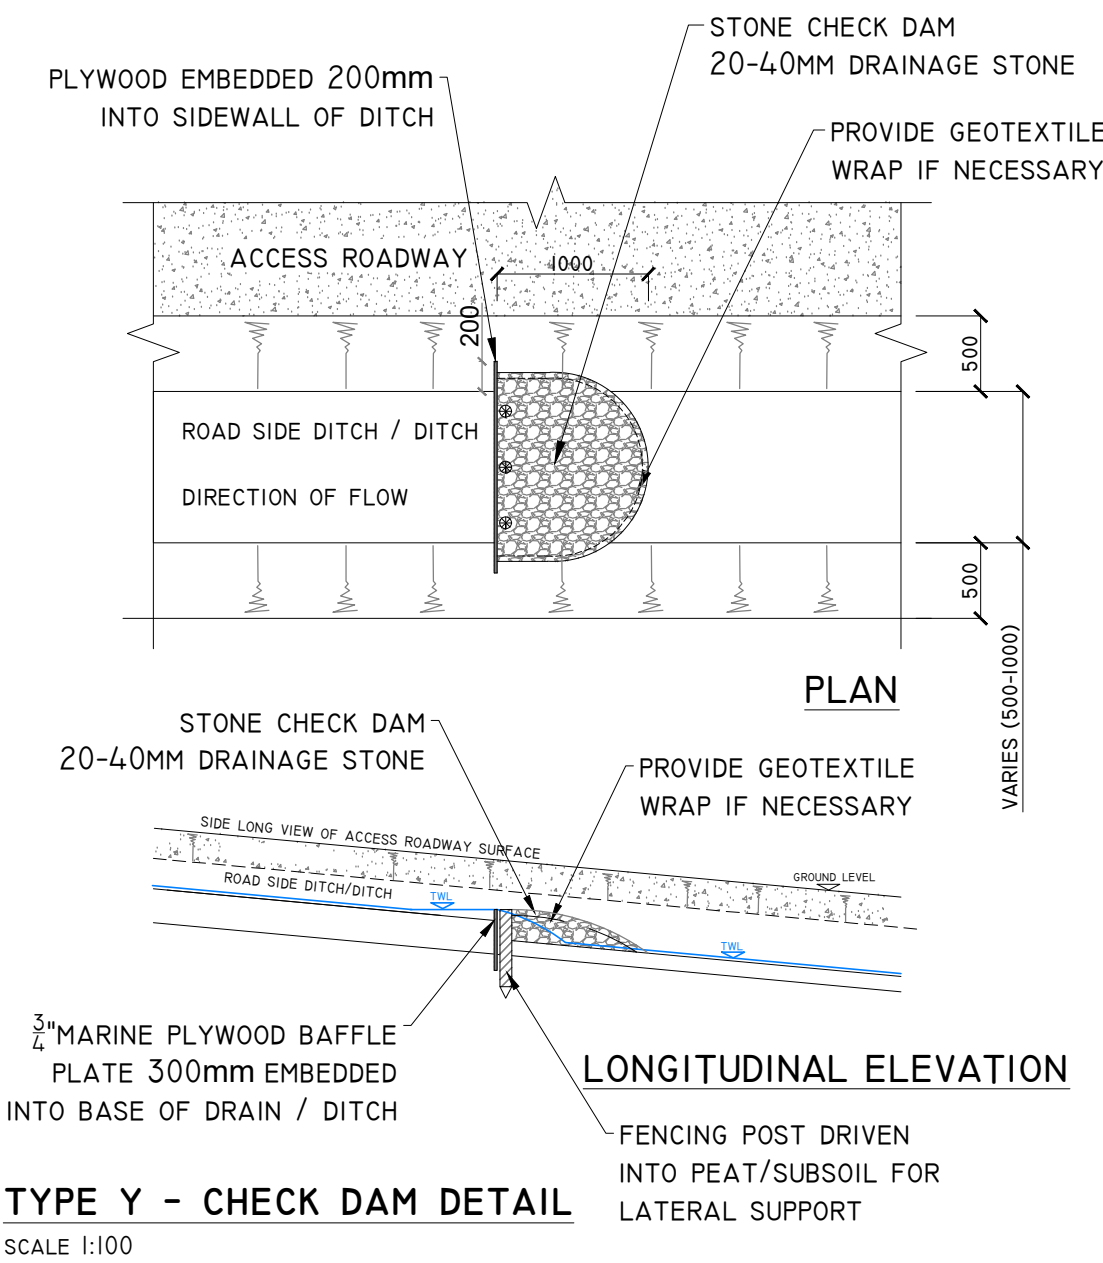 STONE CHECK DAM
20-40MM DRAINAGE STONE
PLYWOOD EMBEDDED 200mm
INTO SIDEWALL OF DITCH
PROVIDE GEOTEXTILE
WRAP IF NECESSARY
ACCESS ROADWAY
1000
200
500
ROAD SIDE DITCH / DITCH
DIRECTION OF FLOW
500
VARIES (500-1000)
PLAN
STONE CHECK DAM
20-40MM DRAINAGE STONE
PROVIDE GEOTEXTILE
WRAP IF NECESSARY
SIDE LONG VIEW OF ACCESS ROADWAY SURFACE
GROUND LEVEL
ROAD SIDE DITCH/DITCH
TWL
TWL
3/4"MARINE PLYWOOD BAFFLE
PLATE 300mm EMBEDDED
INTO BASE OF DRAIN / DITCH
LONGITUDINAL ELEVATION
FENCING POST DRIVEN
INTO PEAT/SUBSOIL FOR
LATERAL SUPPORT
TYPE Y - CHECK DAM DETAIL
SCALE 1:100